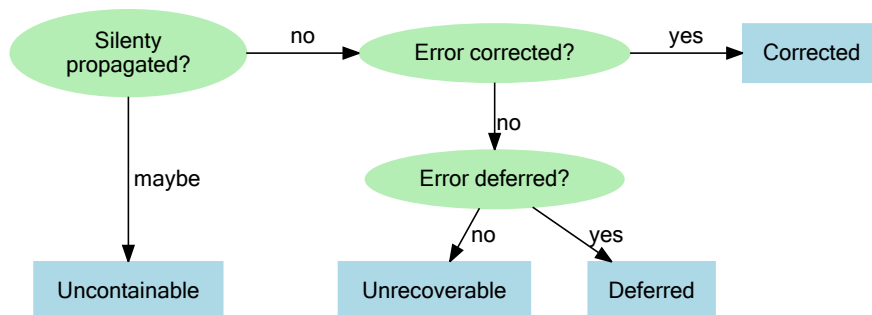 Silenty
propagated?
no
Error corrected?
yes
Corrected
no
maybe
Error deferred?
no
yes
Uncontainable
Unrecoverable
Deferred